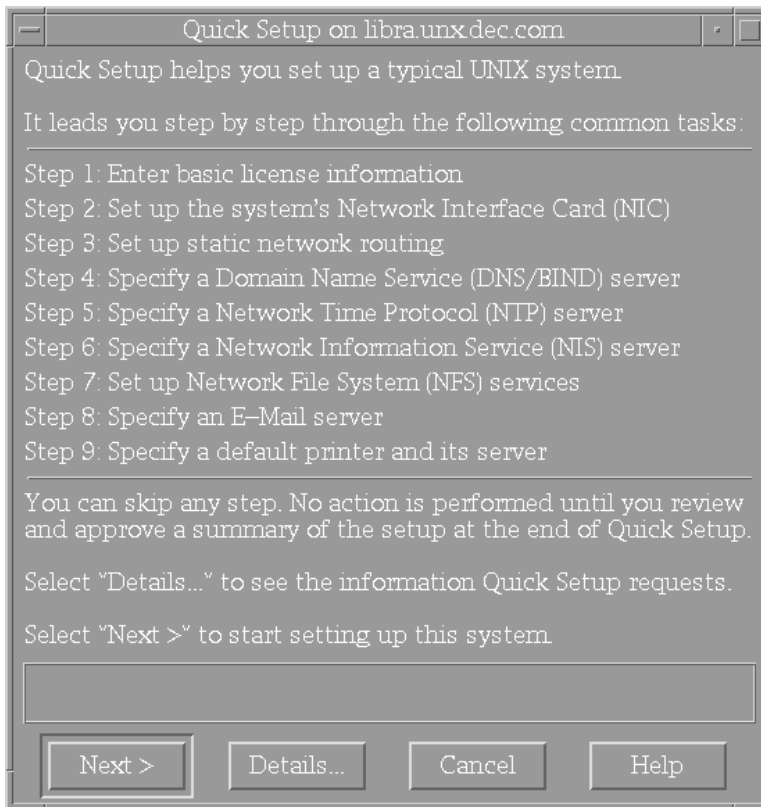 Quick Setup on libra.unx.dec.com
Quick Setup helps you set up a typical UNIX system.
It leads you step by step through the following common tasks:
Step 1: Enter basic license information
Step 2: Set up the system's Network Interface Card (NIC)
Step 3: Set up static network routing
Step 4: Specify a Domain Name Service (DNS/BIND) server
Step 5: Specify a Network Time Protocol (NTP) server
Step 6: Specify a Network Information Service (NIS) server
Step 7: Set up Network File System (NFS) services
Step 8: Specify an E-Mail server
Step 9: Specify a default printer and its server
You can skip any step. No action is performed until you review
and approve a summary of the setup at the end of Quick Setup.
Select "Details..." to see the information Quick Setup requests.
Select "Next >" to start setting up this system.
Next >
Details...
Cancel
Help